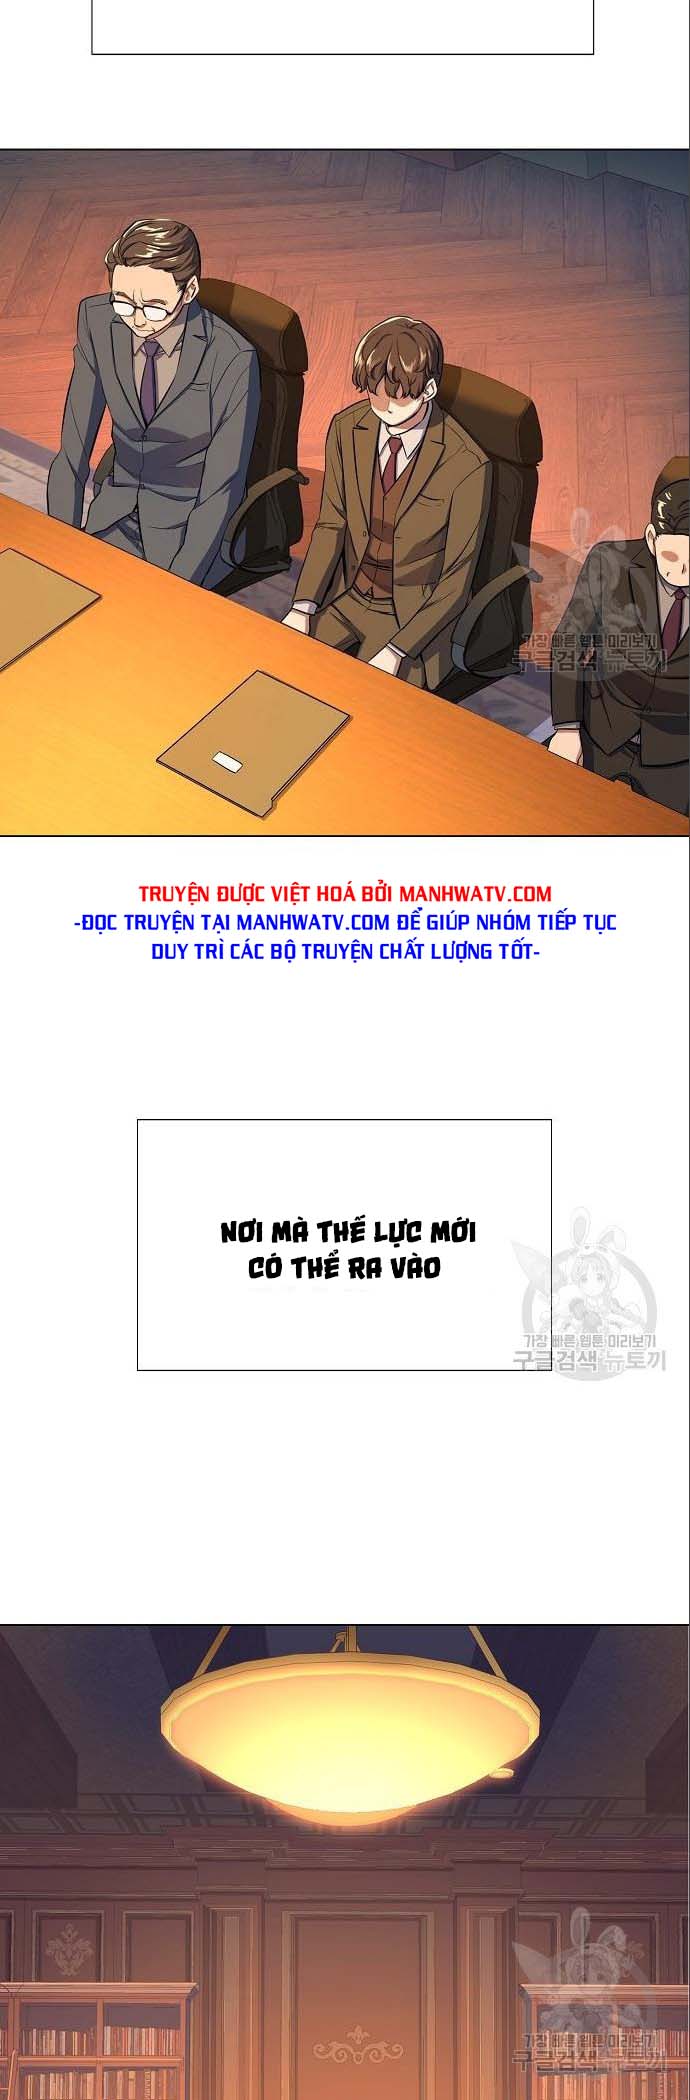 가장 빠른 웹툰 미리보기
구글검색 뉴토끼
TRUYỆN ĐƯỢC VIỆT HOÁ BỞI MANHWATV.COM
-ĐỌC TRUYỆN TẠI MANHWATV.COM ĐỂ GIÚP NHÓM TIẾP TỤC
DUY TRÌ CÁC BỘ TRUYỆN CHẤT LƯỢNG TỐT-
NƠI MÀ THẾ LỰC MỚI
CÓ THỂ RA VÀO
가장 빠른 웹툰 미리보기
구글검색 뉴토끼
가장 빠른 웹툰 미리보기
구글검색 뉴토끼